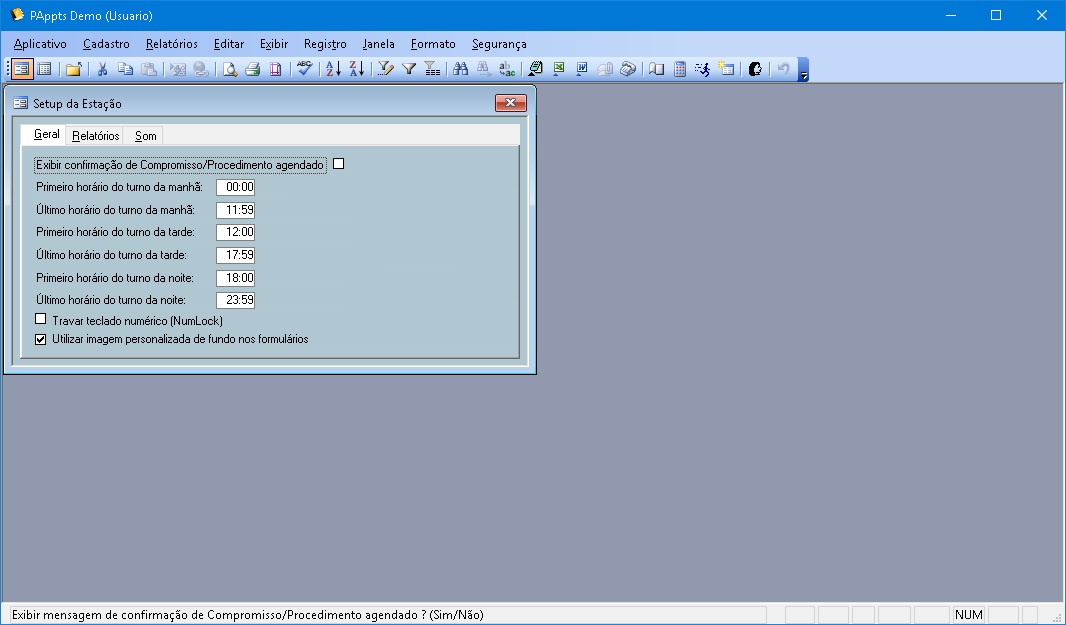 PAppts Demo (Usuario)
Aplicativo Cadastro Relatórios Editar Exibir Registro Janela Formato Segurança
Setup da Estação
Geral Relatórios Som
Exibir confirmação de Compromisso/Procedimento agendado
Primeiro horário do turno da manhã: 00:00
Último horário do turno da manhã: 11:59
Primeiro horário do turno da tarde: 12:00
Último horário do turno da tarde: 17:59
Primeiro horário do turno da noite: 18:00
Último horário do turno da noite: 23:59
Travar teclado numérico (NumLock)
Utilizar imagem personalizada de fundo nos formulários
Exibir mensagem de confirmação de Compromisso/Procedimento agendado ? (Sim/Não) NUM